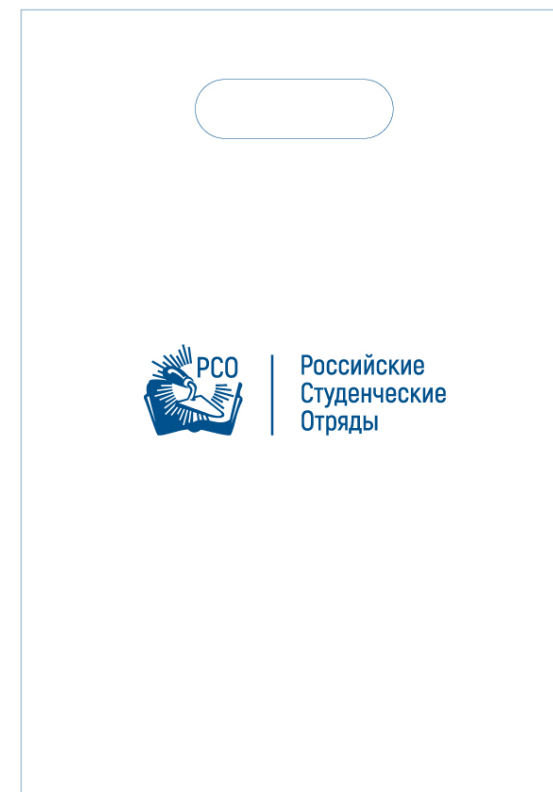 РСО
Российские
Студенческие
Отряды